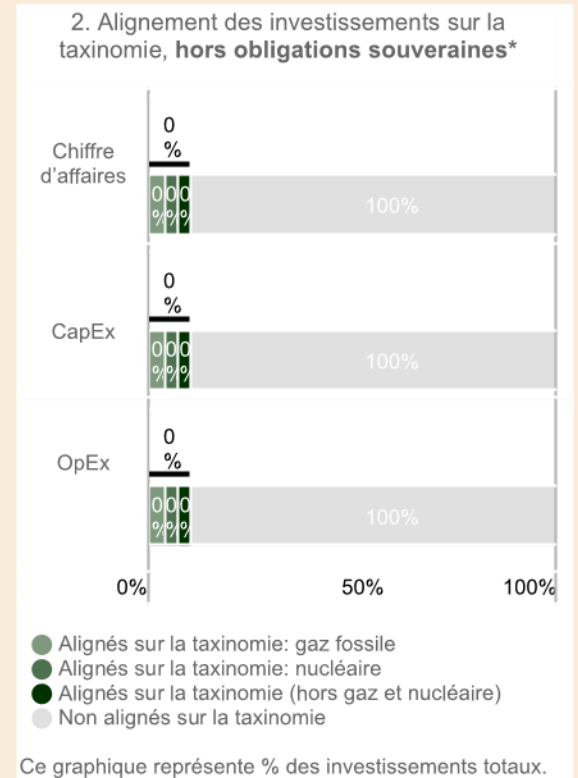 2. Alignement des investissements sur la
taxinomie, hors obligations souveraines*
0
%
Chiffre
d'affaires
0 0 0
% % %
100%
0
%
CapEx
0 0 0
% % %
100%
0
%
OpEx
0 0 0
% % %
100%
0% 50% 100%
Alignés sur la taxinomie: gaz fossile
Alignés sur la taxinomie: nucléaire
Alignés sur la taxinomie (hors gaz et nucléaire)
Non alignés sur la taxinomie
Ce graphique représente % des investissements totaux.